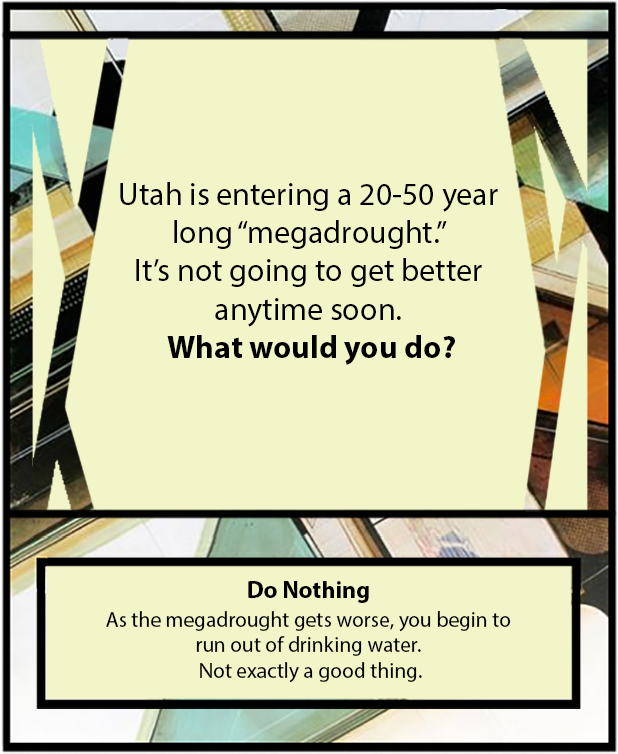 Utah is entering a 20-50 year
long “megadrought.”
It’s not going to get better
anytime soon.
What would you do?
Do Nothing
As the megadrought gets worse, you begin to
run out of drinking water.
Not exactly a good thing.